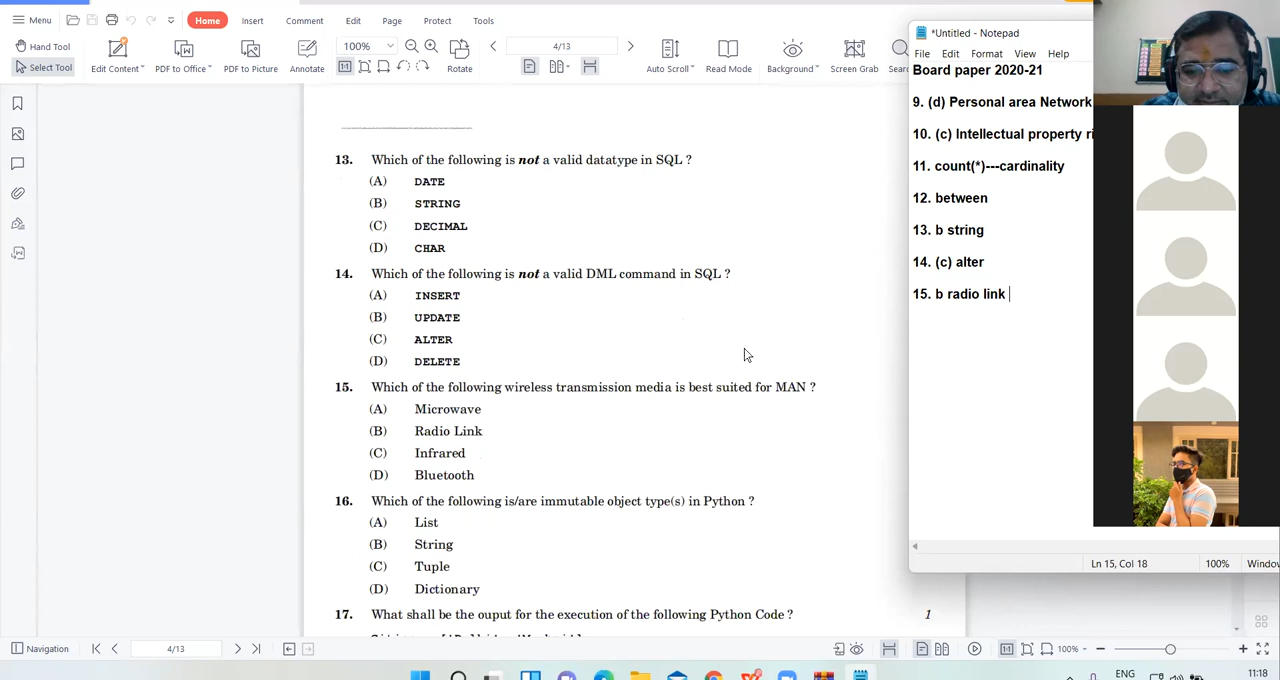 Menu
Home
Insert
Comment
Edit
Page
Protect
Tools
Hand Tool
Select Tool
Edit Content
PDF to Office
PDF to Picture
Annotate
100%
Rotate
4/13
Auto Scroll
Read Mode
Background
Screen Grab
13. Which of the following is not a valid datatype in SQL ?
(A) DATE
(B) STRING
(C) DECIMAL
(D) CHAR
14. Which of the following is not a valid DML command in SQL ?
(A) INSERT
(B) UPDATE
(C) ALTER
(D) DELETE
15. Which of the following wireless transmission media is best suited for MAN ?
(A) Microwave
(B) Radio Link
(C) Infrared
(D) Bluetooth
16. Which of the following is/are immutable object type(s) in Python ?
(A) List
(B) String
(C) Tuple
(D) Dictionary
17. What shall be the ouput for the execution of the following Python Code ? 1
*Untitled - Notepad
File Edit Format View Help
Board paper 2020-21
9. (d) Personal area Network
10. (c) Intellectual property ri
11. count(*)---cardinality
12. between
13. b string
14. (c) alter
15. b radio link
Ln 15, Col 18 100% Window
Navigation
4/13
100%
ENG
11:18